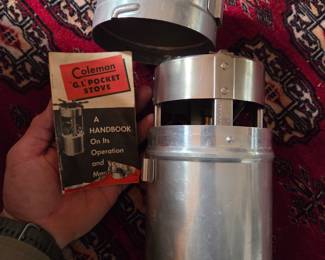 Coleman
"G.I." POCKET
STOVE
A
HANDBOOK
On Its
Operation
and